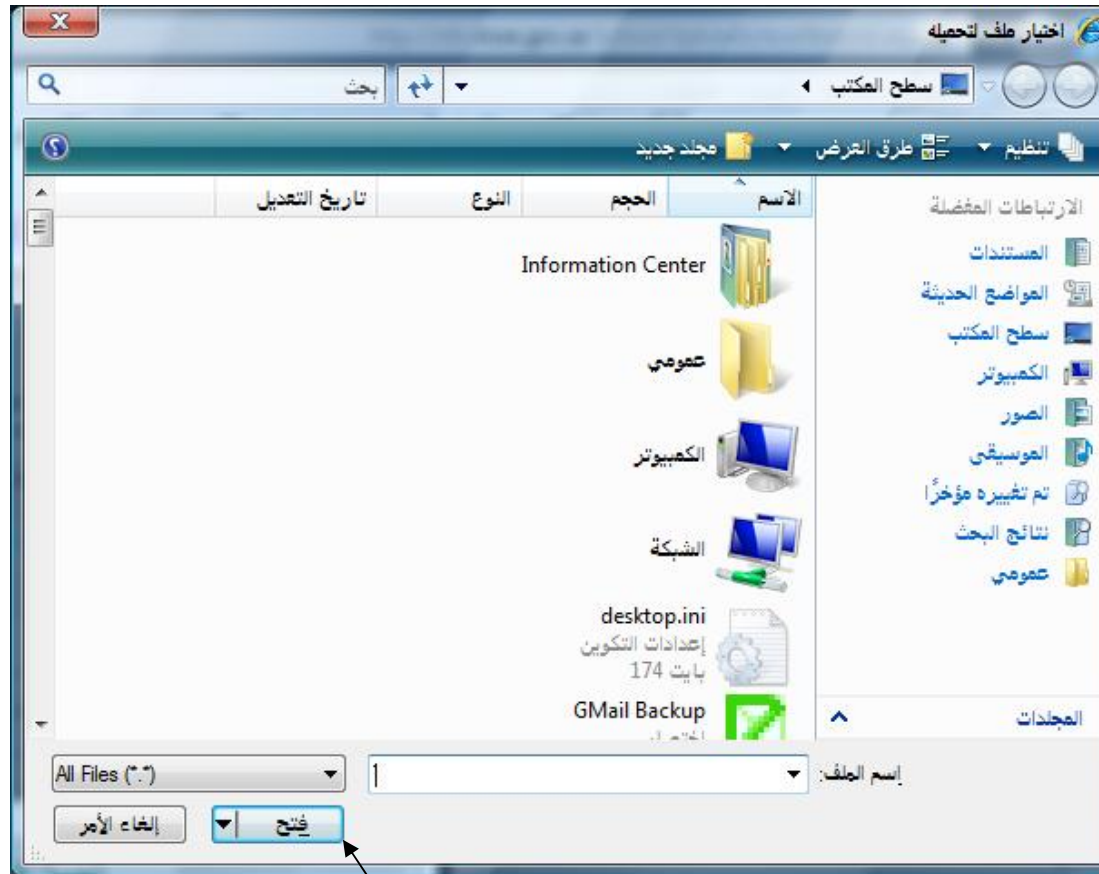 اختيار ملف لتحميله
سطح المكتب
بحث
تنظيم
طرق العرض
مجلد جديد
الارتباطات المفضلة
المستندات
المواضع الحديثة
سطح المكتب
الكمبيوتر
الصور
الموسيقى
تم تغييره مؤخرًا
نتائج البحث
عمومي
المجلدات
الاسم الحجم النوع تاريخ التعديل
Information Center
عمومي
الكمبيوتر
الشبكة
desktop.ini
إعدادات التكوين
174 بايت
GMail Backup
إسم الملف:
All Files (*.*)
فتح
إلغاء الأمر